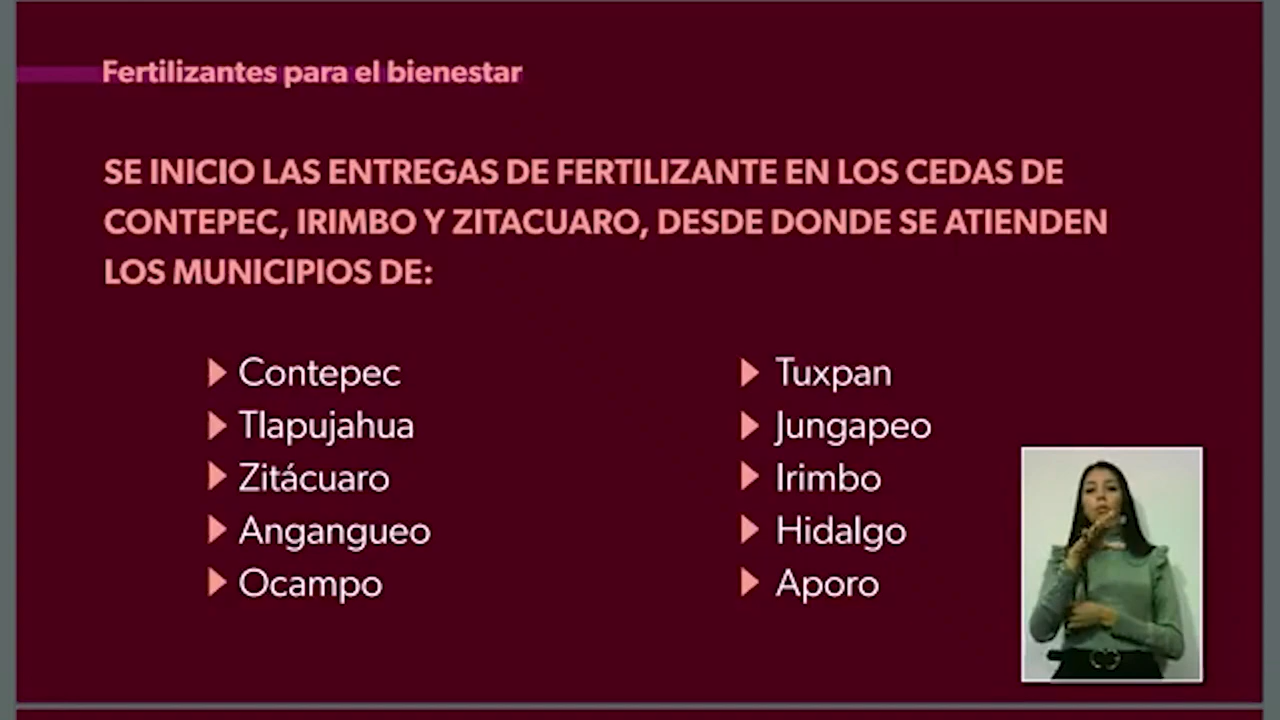 Fertilizantes para el bienestar
SE INICIO LAS ENTREGAS DE FERTILIZANTE EN LOS CEDAS DE
CONTEPEC, IRIMBO Y ZITACUARO, DESDE DONDE SE ATIENDEN
LOS MUNICIPIOS DE:
Contepec
Tlapujahua
Zitácuaro
Angangueo
Ocampo
Tuxpan
Jungapeo
Irimbo
Hidalgo
Aporo